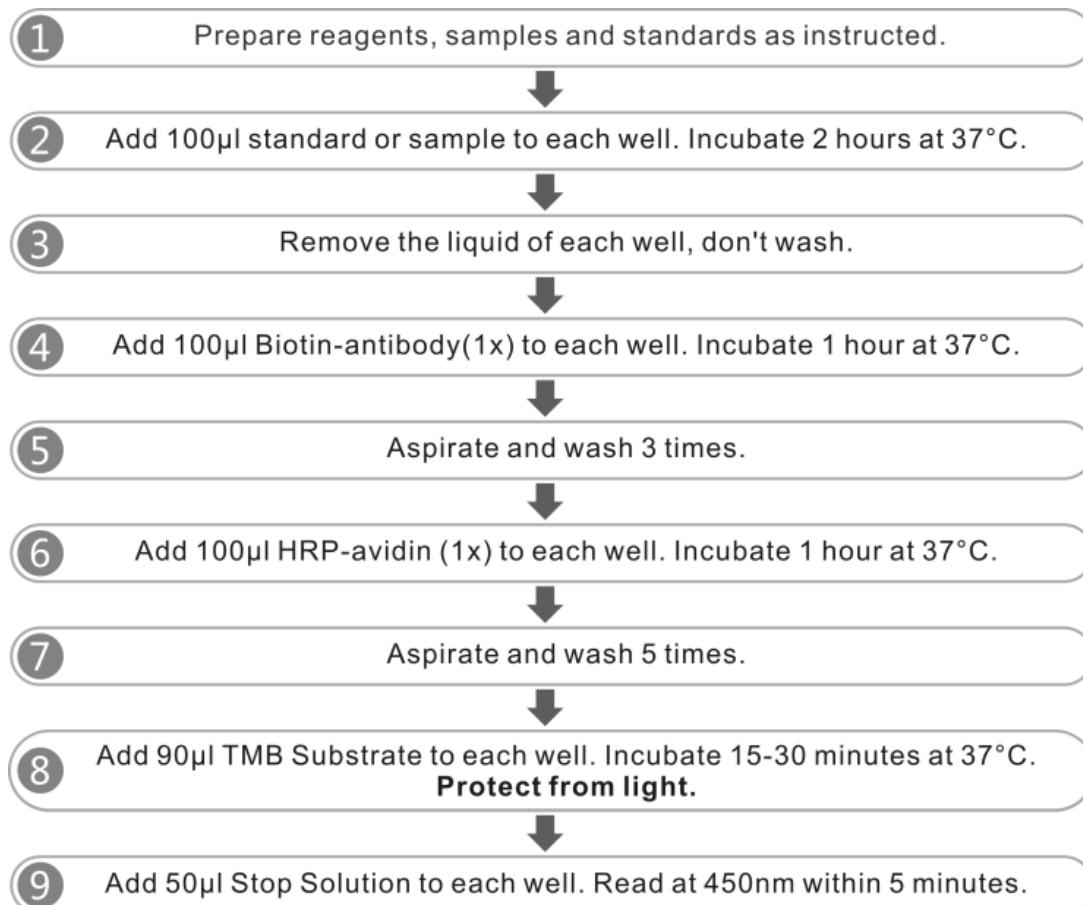 1 Prepare reagents, samples and standards as instructed.
2 Add 100µl standard or sample to each well. Incubate 2 hours at 37°C.
3 Remove the liquid of each well, don't wash.
4 Add 100µl Biotin-antibody(1x) to each well. Incubate 1 hour at 37°C.
5 Aspirate and wash 3 times.
6 Add 100µl HRP-avidin (1x) to each well. Incubate 1 hour at 37°C.
7 Aspirate and wash 5 times.
8 Add 90µl TMB Substrate to each well. Incubate 15-30 minutes at 37°C.
Protect from light.
9 Add 50µl Stop Solution to each well. Read at 450nm within 5 minutes.